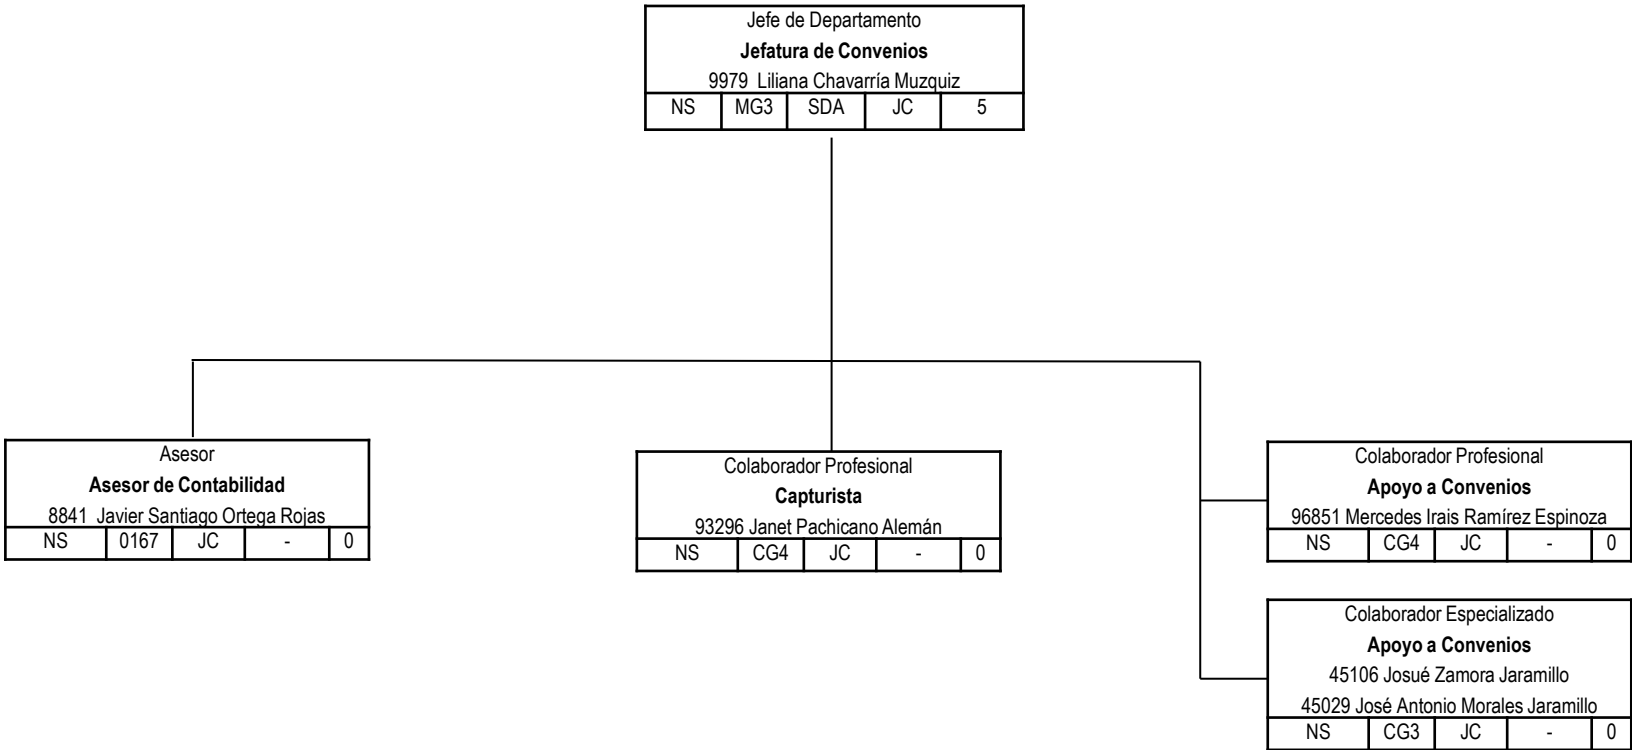 Jefe de Departamento
Jefatura de Convenios
9979 Liliana Chavarría Muzquiz
NS MG3 SDA JC 5
Asesor
Asesor de Contabilidad
8841 Javier Santiago Ortega Rojas
NS 0167 JC - 0
Colaborador Profesional
Capturista
93296 Janet Pachicano Alemán
NS CG4 JC - 0
Colaborador Profesional
Apoyo a Convenios
96851 Mercedes Irais Ramírez Espinoza
NS CG4 JC - 0
Colaborador Especializado
Apoyo a Convenios
45106 Josué Zamora Jaramillo
45029 José Antonio Morales Jaramillo
NS CG3 JC - 0